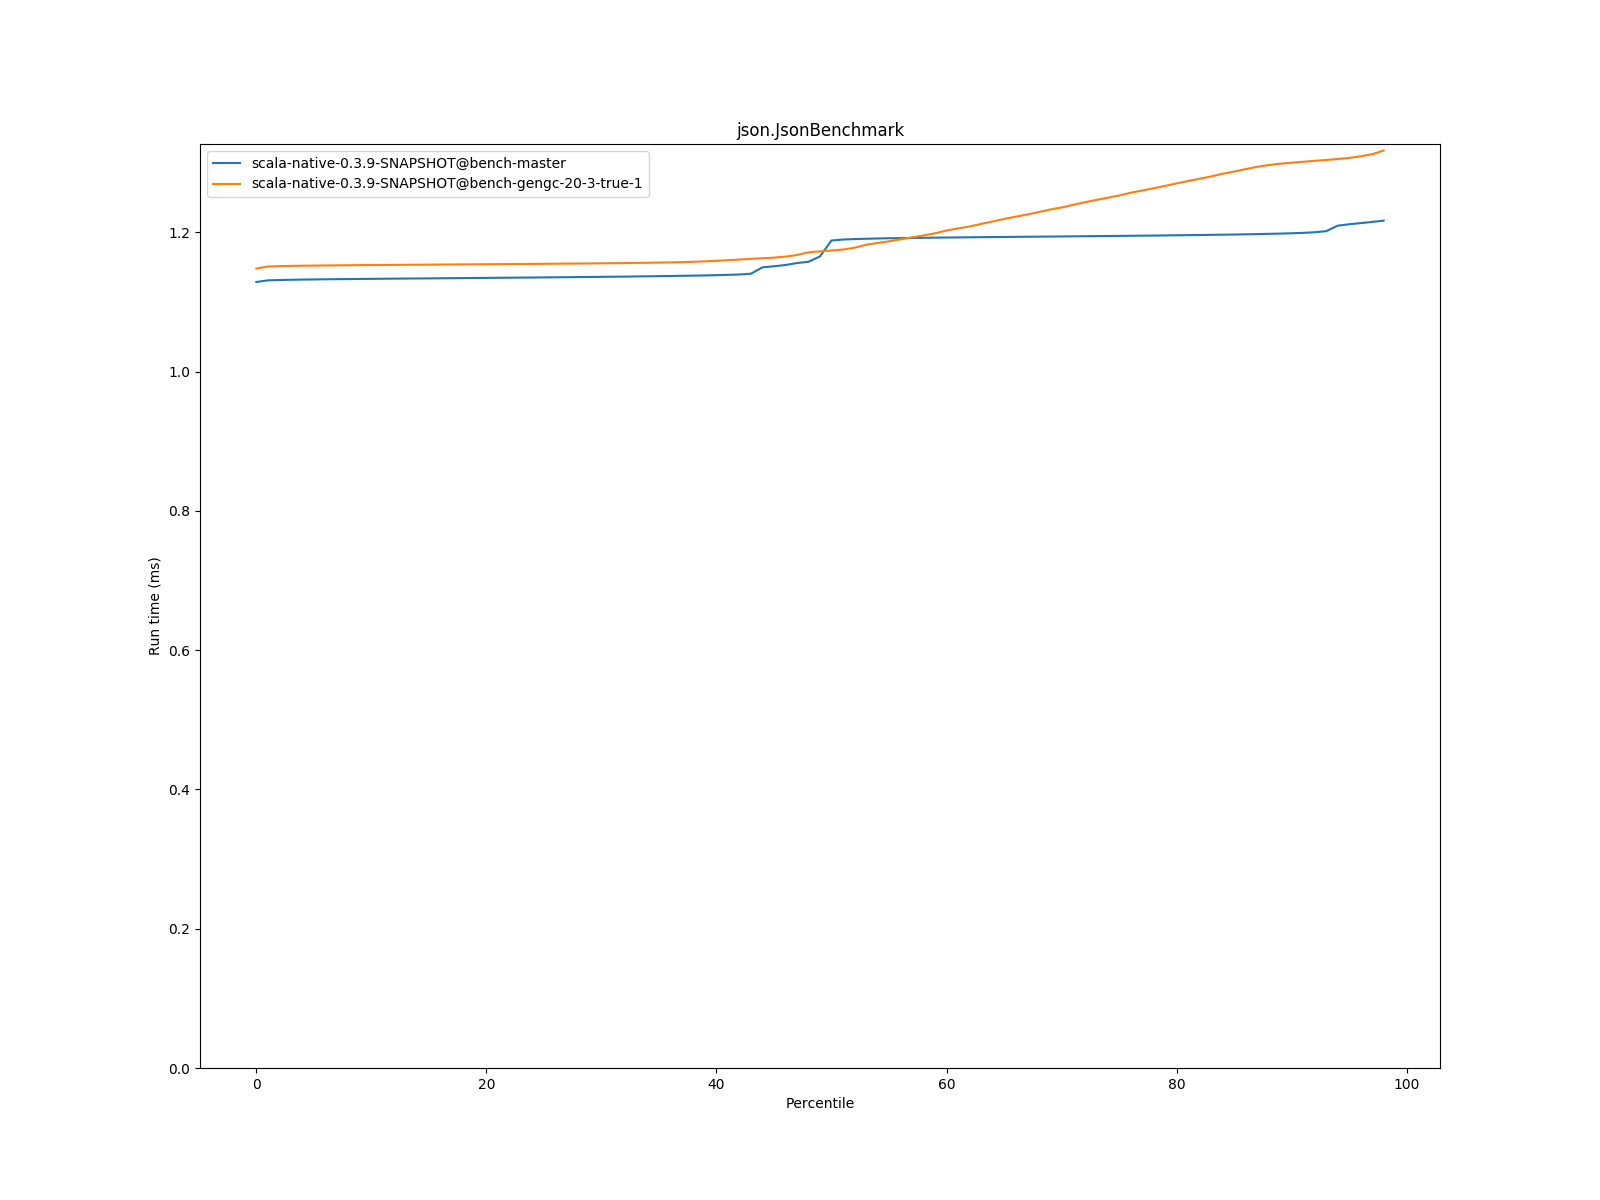 json.JsonBenchmark
scala-native-0.3.9-SNAPSHOT@bench-master
scala-native-0.3.9-SNAPSHOT@bench-gengc-20-3-true-1
1.2
1.0
0.8
0.6
0.4
0.2
0.0
Run time (ms)
0 20 40 60 80 100
Percentile